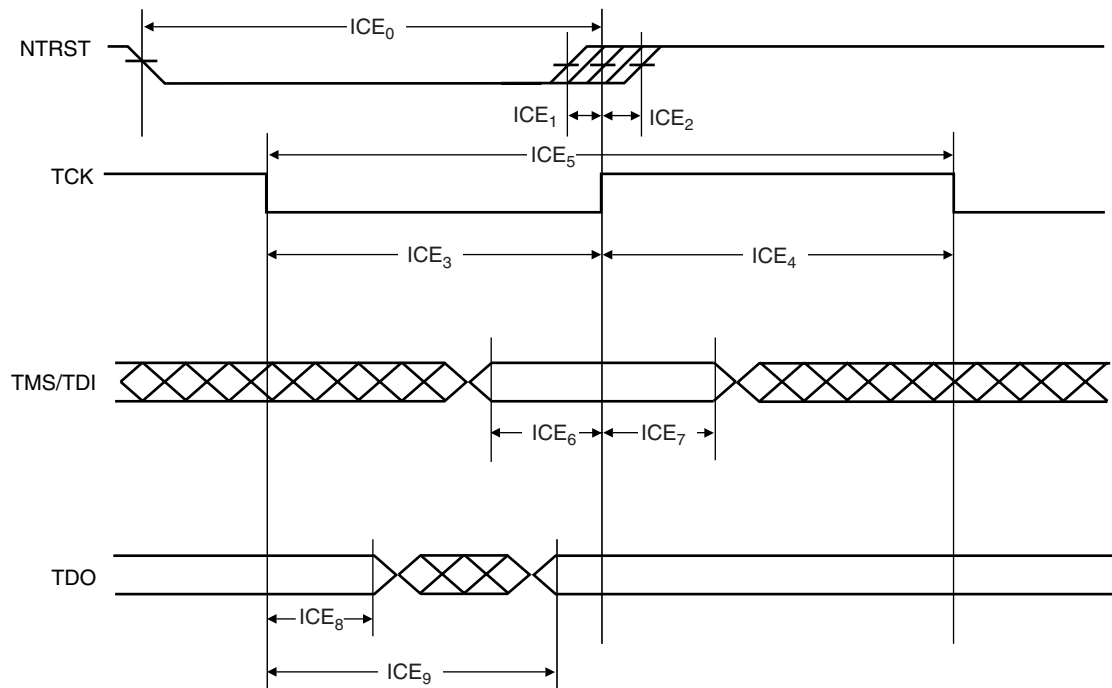 ICE₀
NTRST
ICE₁ ICE₂
ICE₅
TCK
ICE₃ ICE₄
TMS/TDI
ICE₆ ICE₇
TDO
ICE₈
ICE₉